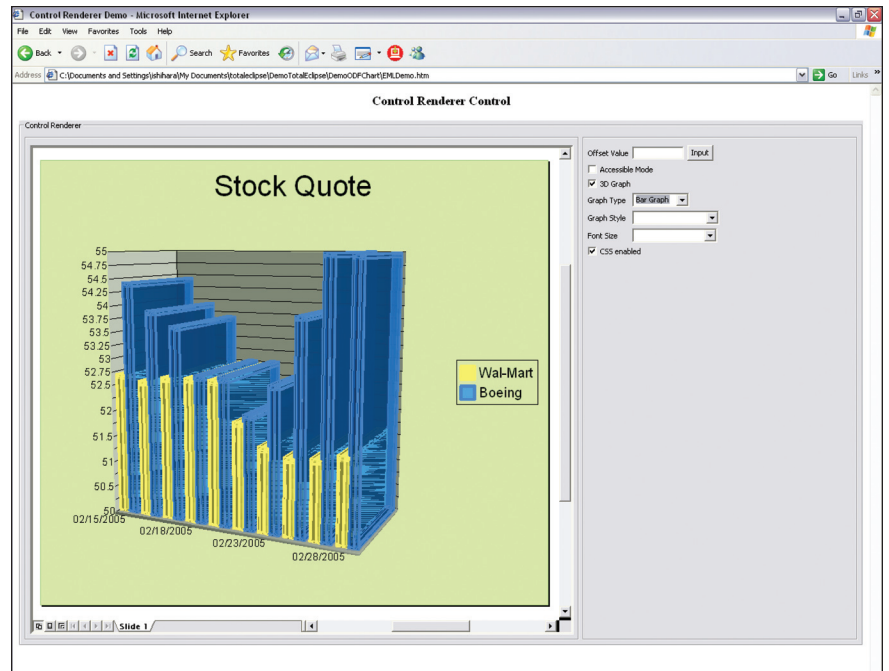 Control Renderer Demo - Microsoft Internet Explorer
File Edit View Favorites Tools Help
Back Search Favorites
Address C:\Documents and Settings\ishihara\My Documents\totaleclipse\DemoTotalEclipse\DemoODFChart\EMLDemo.htm Go Links »
Control Renderer Control
Control Renderer
Stock Quote
55
54.75
54.5
54.25
54
53.75
53.5
53.25
53
52.75
52.5
52
51.5
51
50.5
50
02/15/2005
02/18/2005
02/23/2005
02/28/2005
Wal-Mart
Boeing
Slide 1
Offset Value Input
Accessible Mode
3D Graph
Graph Type Bar Graph
Graph Style
Font Size
CSS enabled